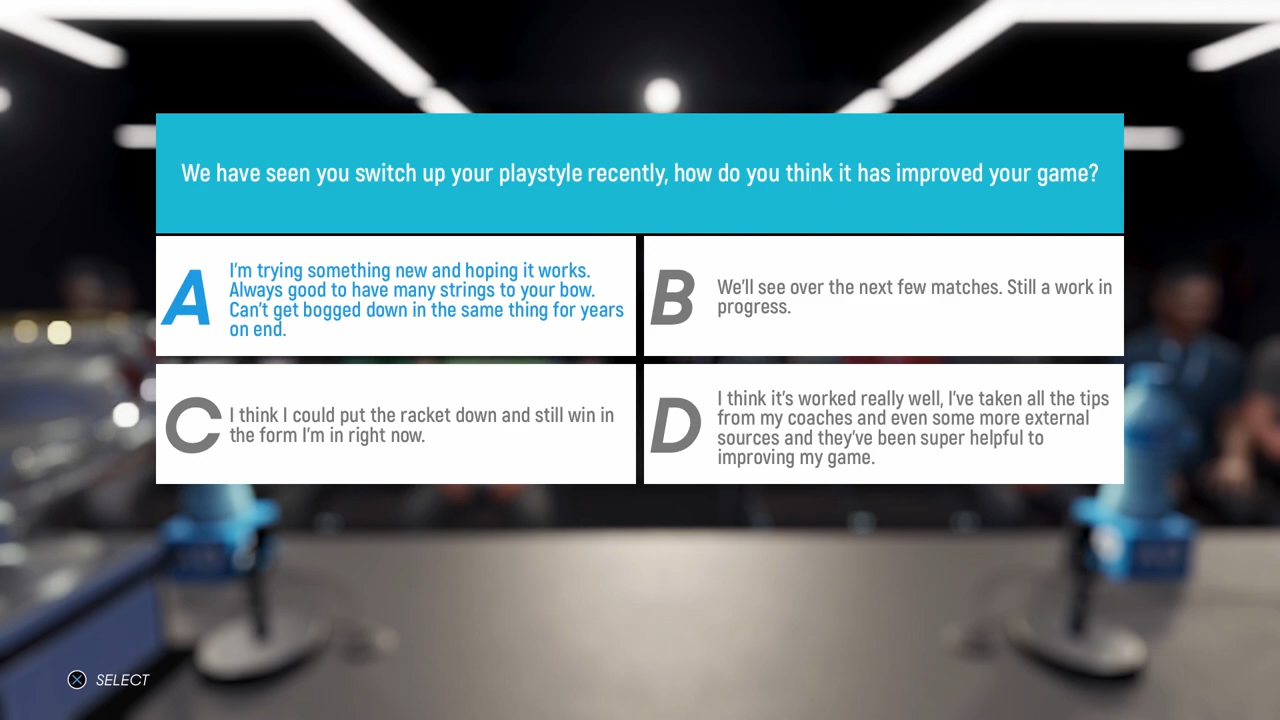 We have seen you switch up your playstyle recently, how do you think it has improved your game?
A
I'm trying something new and hoping it works.
Always good to have many strings to your bow.
Can't get bogged down in the same thing for years
on end.
B
We'll see over the next few matches. Still a work in
progress.
C
I think I could put the racket down and still win in
the form I'm in right now.
D
I think it's worked really well, I've taken all the tips
from my coaches and even some more external
sources and they've been super helpful to
improving my game.
SELECT